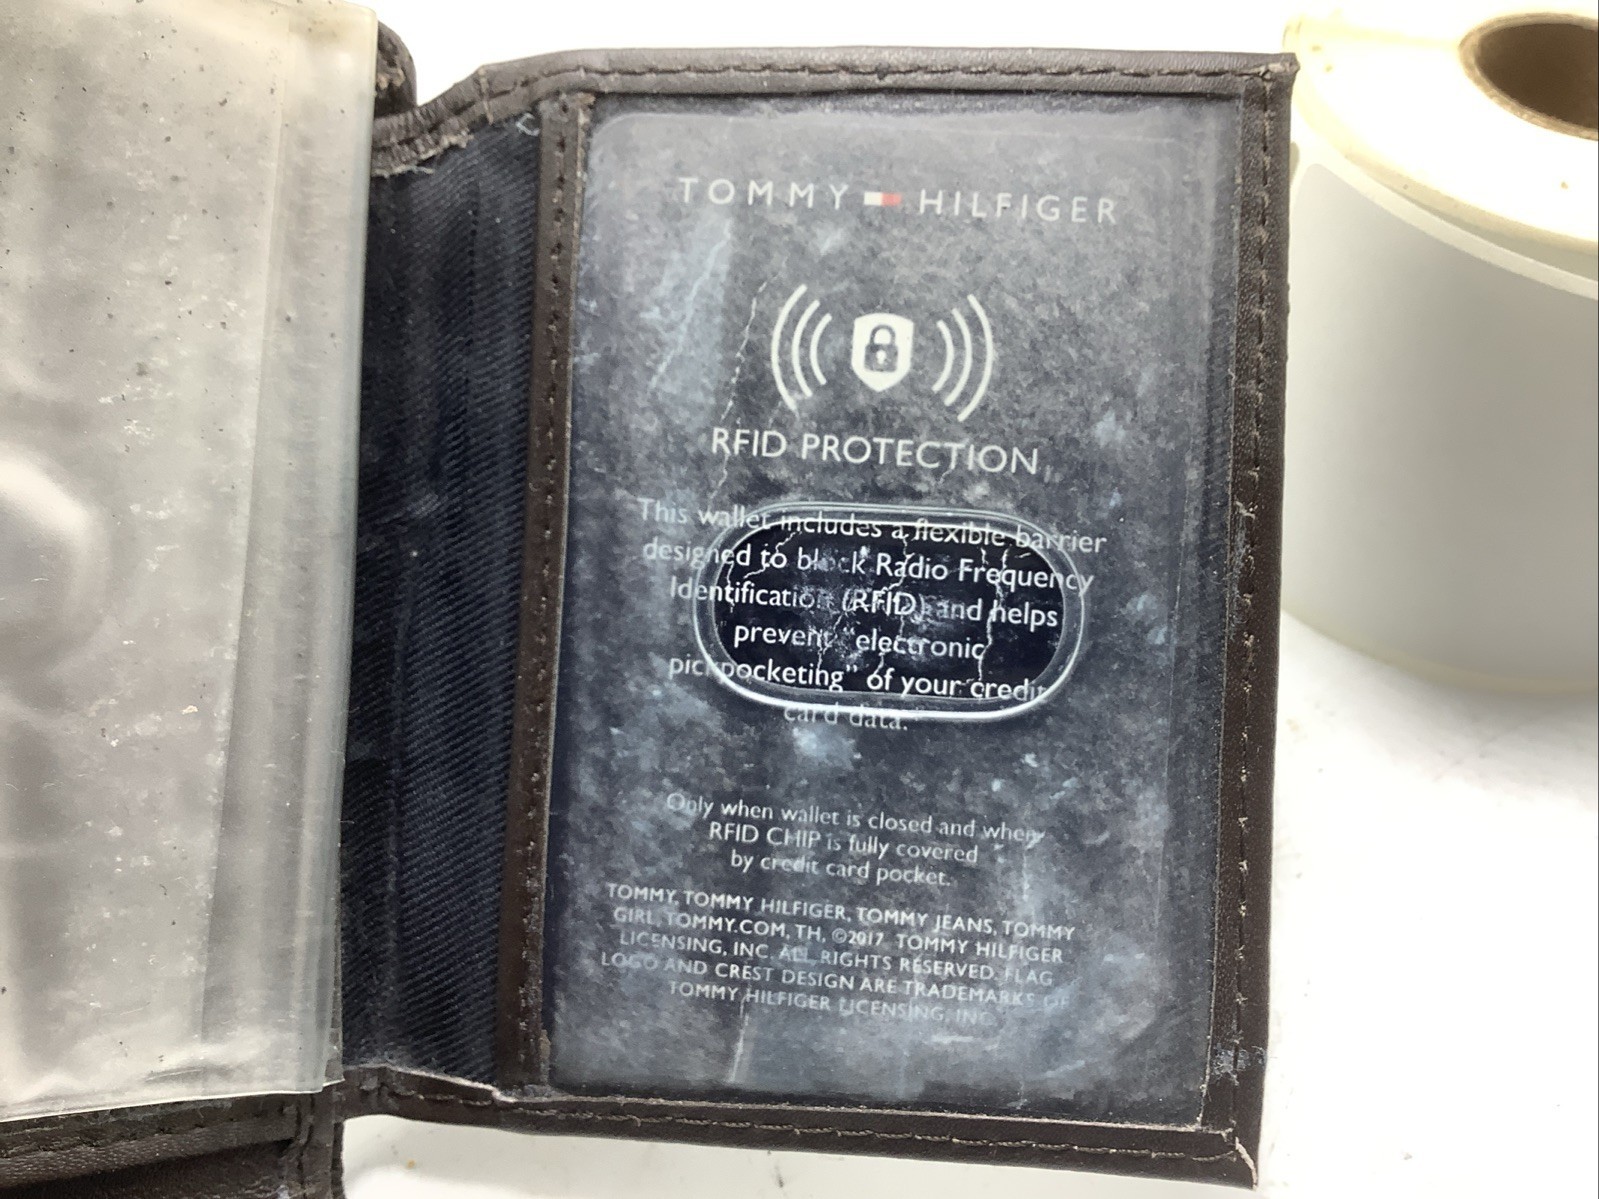 TOMMY HILFIGER
RFID PROTECTION
This wallet includes a flexible barrier
designed to block Radio Frequency
Identification (RFID) and helps
prevent "electronic
pickpocketing" of your credit
card data.
Only when wallet is closed and when
RFID CHIP is fully covered
by credit card pocket.
TOMMY, TOMMY HILFIGER, TOMMY JEANS, TOMMY
GIRL, TOMMY.COM, TH, ©2017 TOMMY HILFIGER
LICENSING, INC. ALL RIGHTS RESERVED. FLAG
LOGO AND CREST DESIGN ARE TRADEMARKS OF
TOMMY HILFIGER LICENSING, INC.